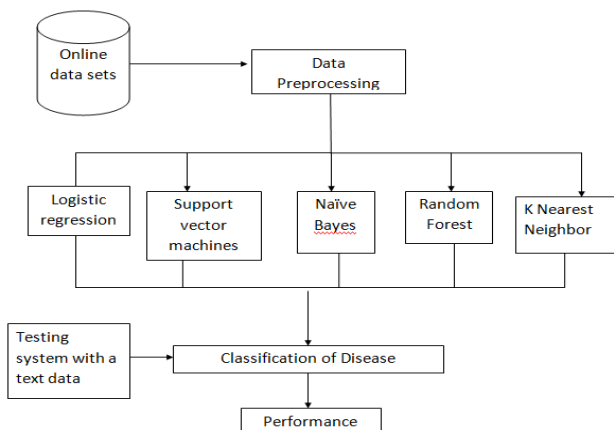 Online
data sets
Data
Preprocessing
Logistic
regression
Support
vector
machines
Naïve
Bayes
Random
Forest
K Nearest
Neighbor
Testing
system with a
text data
Classification of Disease
Performance